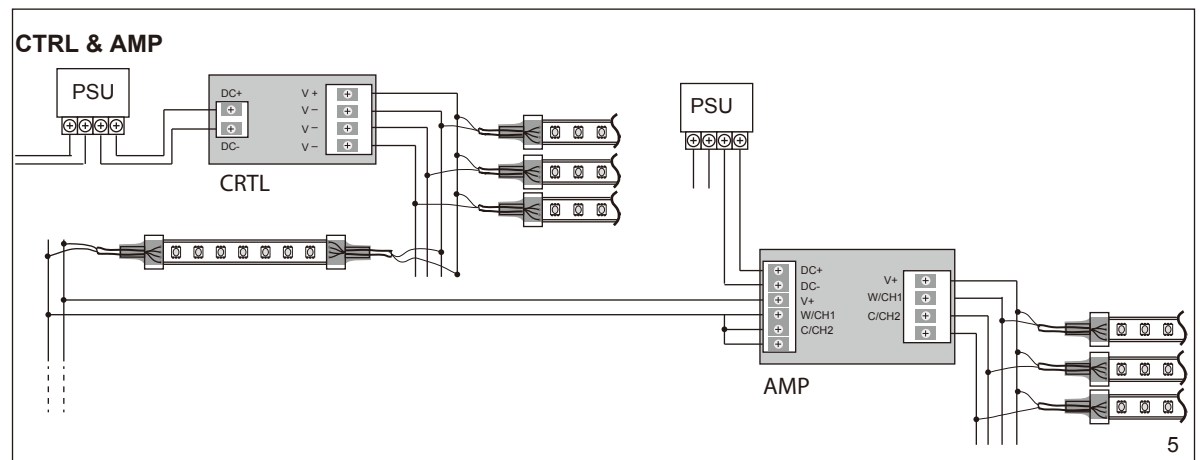 CTRL & AMP
PSU
DC+
DC-
V +
V –
V –
V –
CRTL
PSU
DC+
DC-
V+
W/CH1
C/CH2
V+
W/CH1
C/CH2
AMP
5